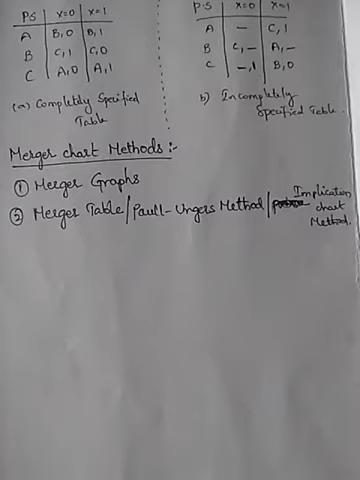 PS x=0 x=1
A B,0 B,1
B C,1 C,0
C A,0 A,1
(a) Completely Specified
Table
P.S x=0 x=1
A - C,1
B C,- A,-
C -,1 B,0
b) Incompletely
Specified Table.
Merger chart Methods:-
① Merger Graphs
② Merger Table/Paull-Ungers Method/ Implication
chart
Method.